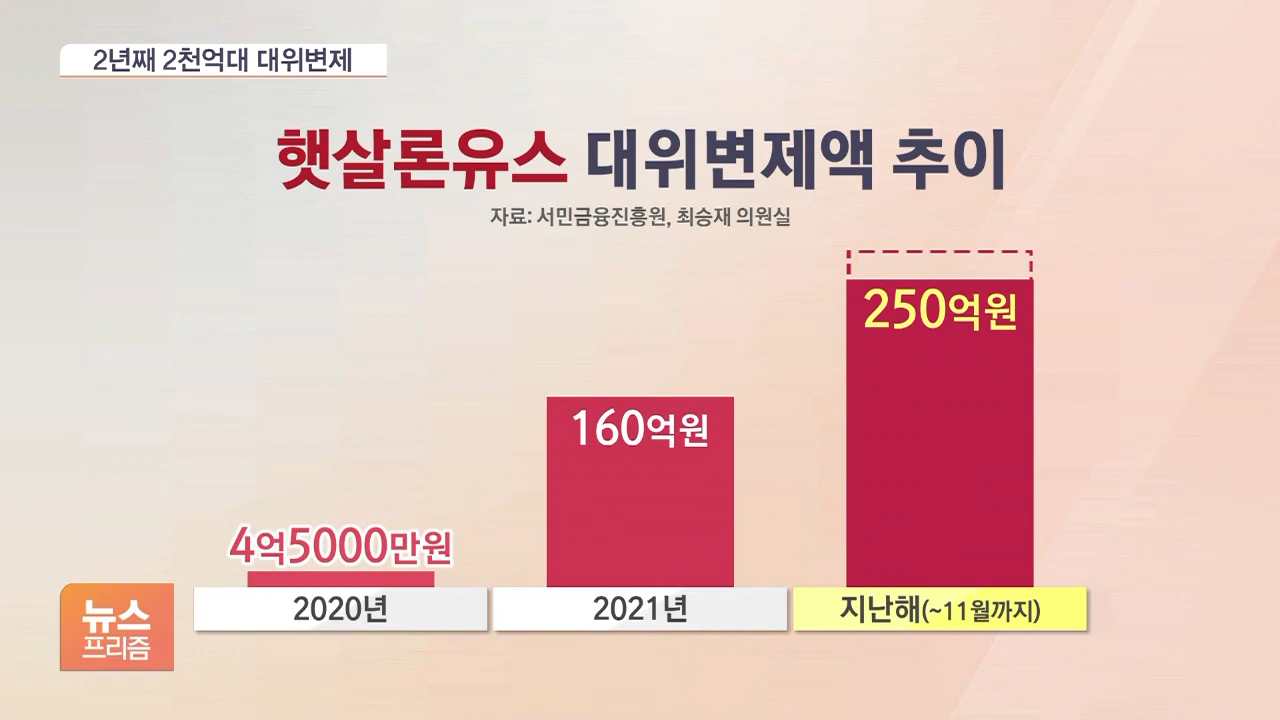 2년째 2천억대 대위변제
햇살론유스 대위변제액 추이
자료: 서민금융진흥원, 최승재 의원실
250억원
160억원
4억5000만원
2020년
2021년
지난해(~11월까지)
뉴스
프리즘